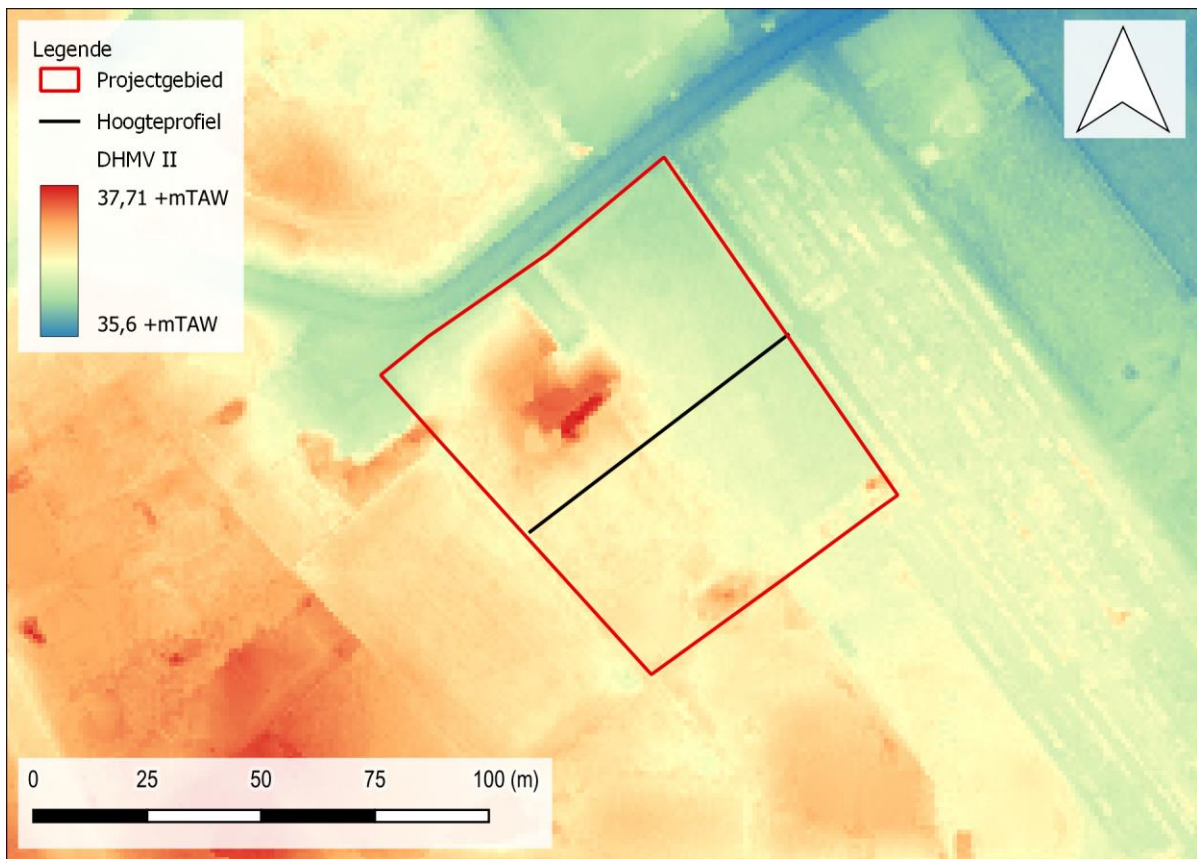 Legende
Projectgebied
Hoogteprofiel
DHMV II
37,71 +mTAW
35,6 +mTAW
0 25 50 75 100 (m)